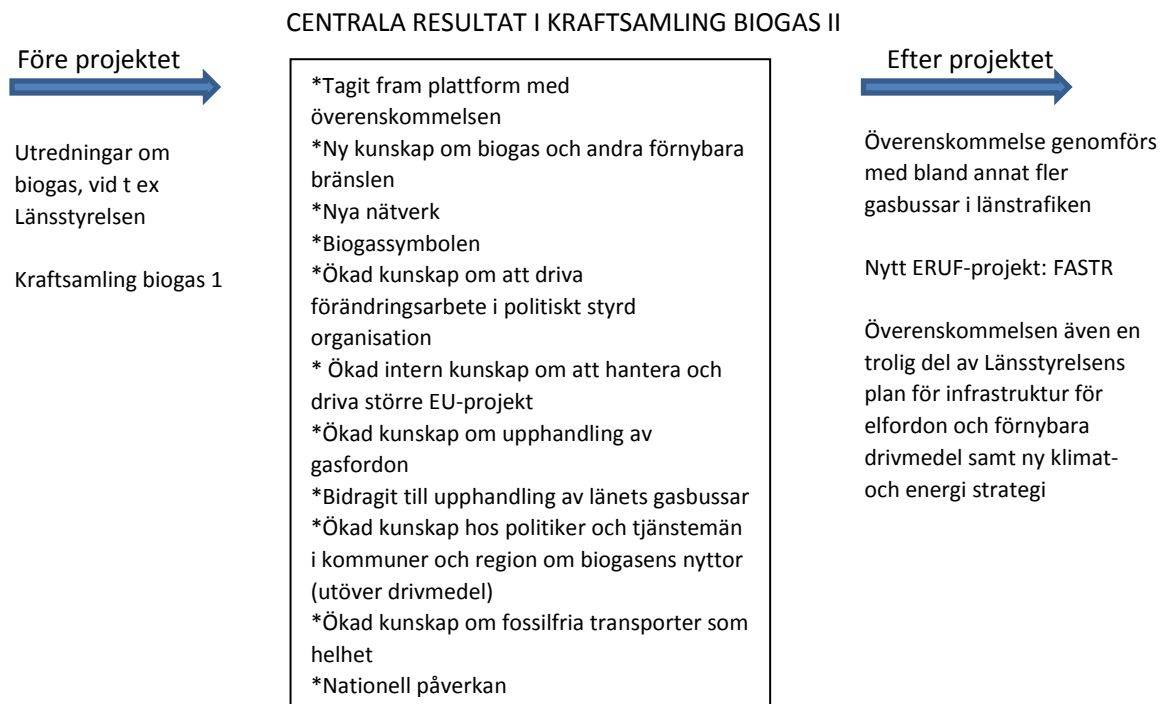 CENTRALA RESULTAT I KRAFTSAMLING BIOGAS II
Före projektet
Utredningar om
biogas, vid t ex
Länsstyrelsen
Kraftsamling biogas 1
*Tagit fram plattform med
överenskommelsen
*Ny kunskap om biogas och andra förnybara
bränslen
*Nya nätverk
*Biogassymbolen
*Ökad kunskap om att driva
förändringsarbete i politiskt styrd
organisation
* Ökad intern kunskap om att hantera och
driva större EU-projekt
*Ökad kunskap om upphandling av
gasfordon
*Bidragit till upphandling av länets gasbussar
*Ökad kunskap hos politiker och tjänstemän
i kommuner och region om biogasens nyttor
(utöver drivmedel)
*Ökad kunskap om fossilfria transporter som
helhet
*Nationell påverkan
Efter projektet
Överenskommelse genomförs
med bland annat fler
gasbussar i länstrafiken
Nytt ERUF-projekt: FASTR
Överenskommelsen även en
trolig del av Länsstyrelsens
plan för infrastruktur för
elfordon och förnybara
drivmedel samt ny klimat-
och energi strategi